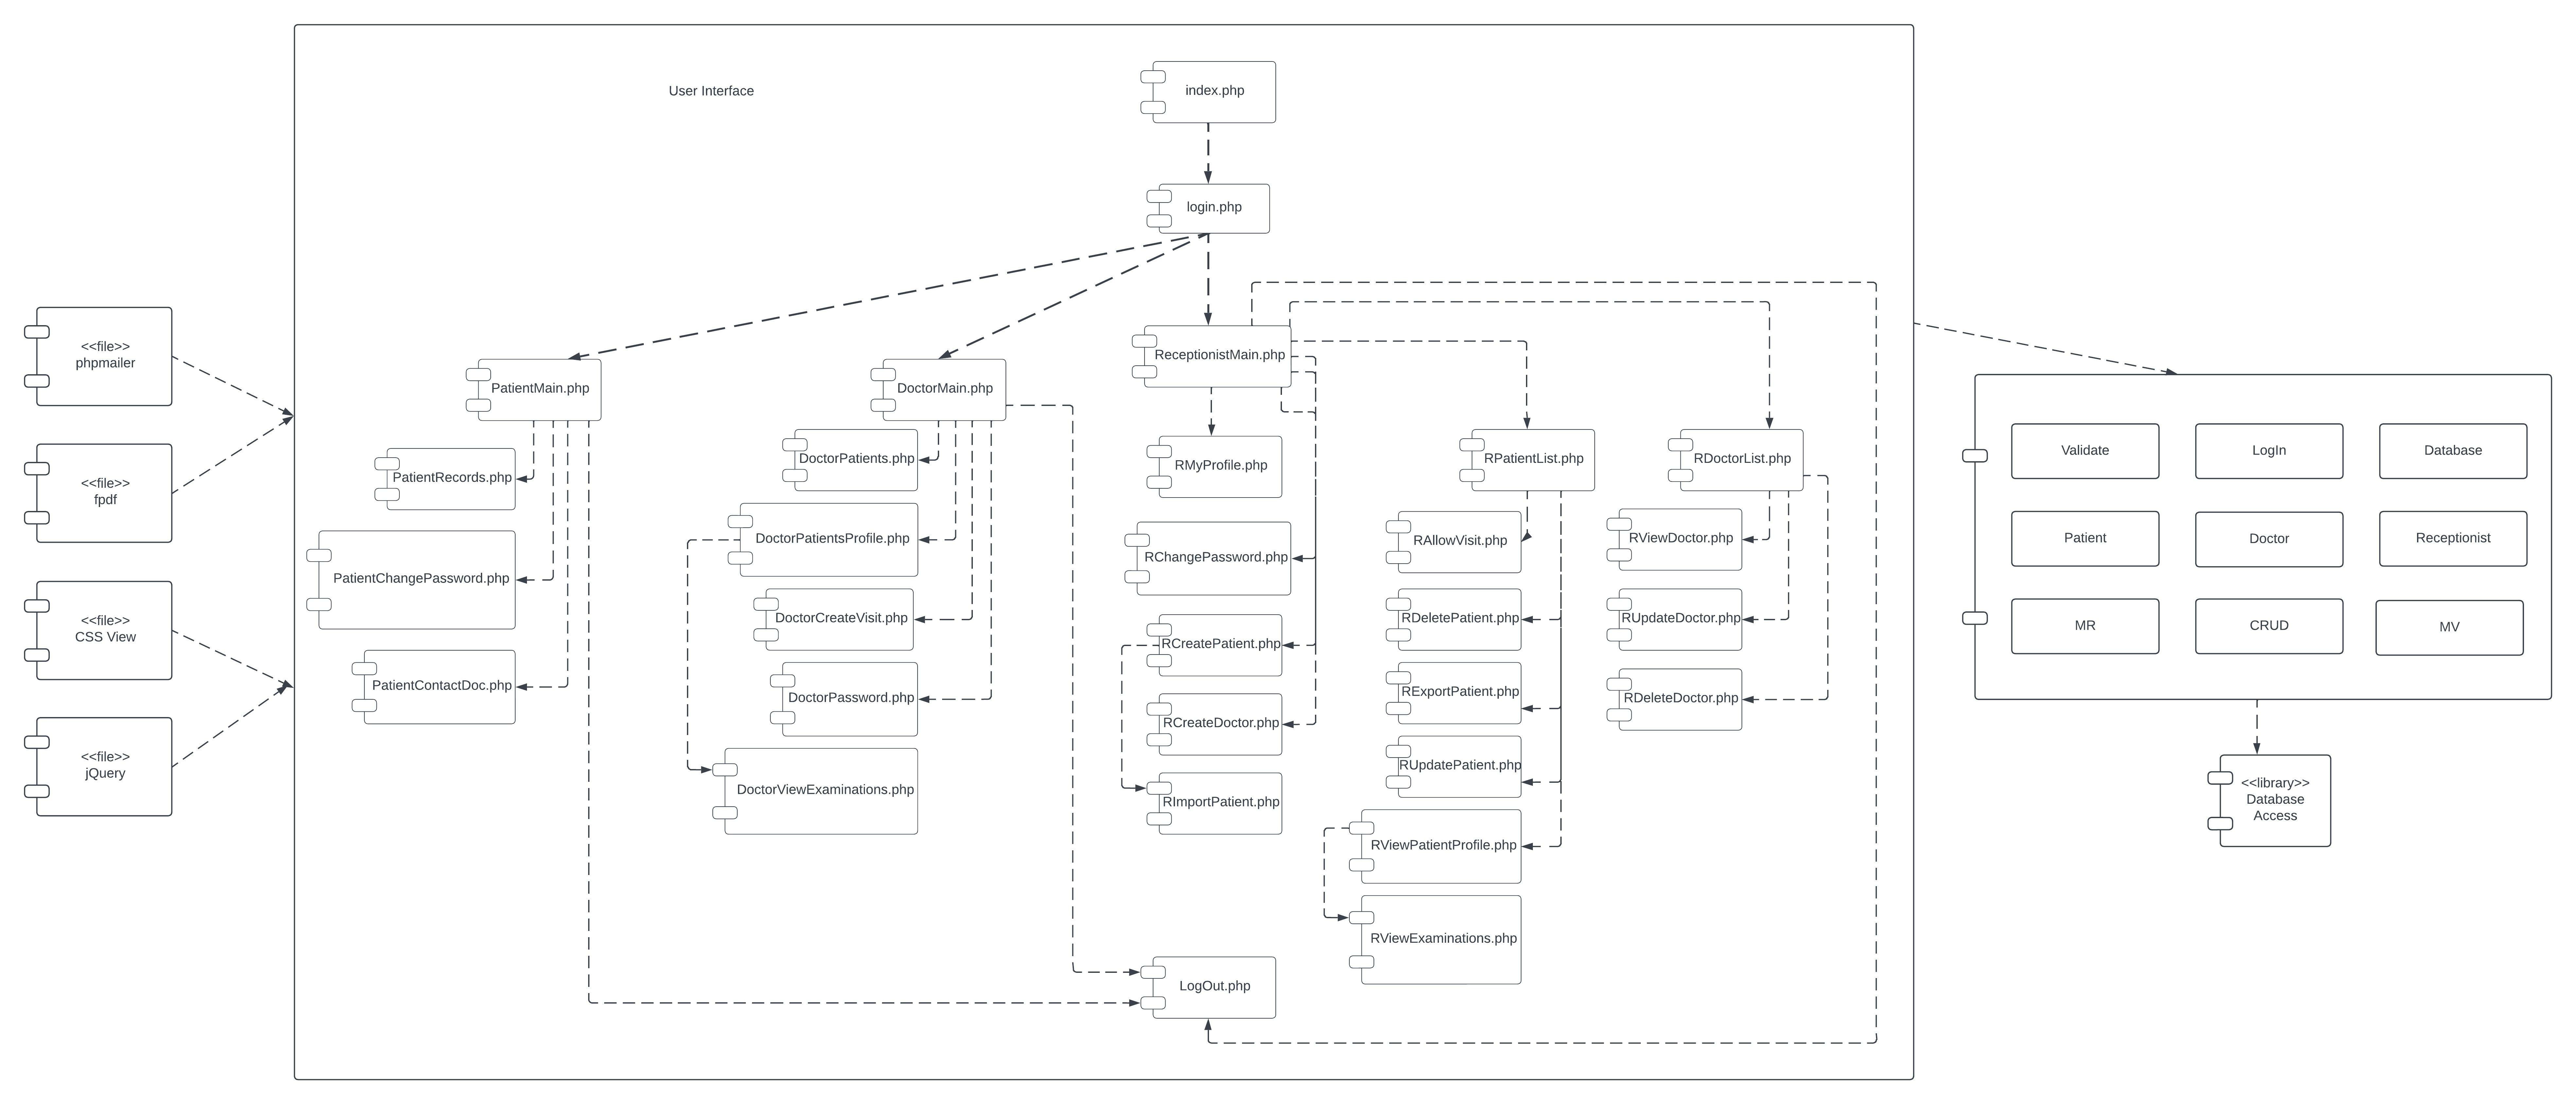 User Interface
index.php
login.php
<<file>>
phpmailer
<<file>>
fpdf
<<file>>
CSS View
<<file>>
jQuery
PatientMain.php
PatientRecords.php
PatientChangePassword.php
PatientContactDoc.php
DoctorMain.php
DoctorPatients.php
DoctorPatientsProfile.php
DoctorCreateVisit.php
DoctorPassword.php
DoctorViewExaminations.php
ReceptionistMain.php
RMyProfile.php
RChangePassword.php
RCreatePatient.php
RCreateDoctor.php
RImportPatient.php
LogOut.php
RPatientList.php
RAllowVisit.php
RDeletePatient.php
RExportPatient.php
RUpdatePatient.php
RViewPatientProfile.php
RViewExaminations.php
RDoctorList.php
RViewDoctor.php
RUpdateDoctor.php
RDeleteDoctor.php
Validate
LogIn
Database
Patient
Doctor
Receptionist
MR
CRUD
MV
<<library>>
Database
Access